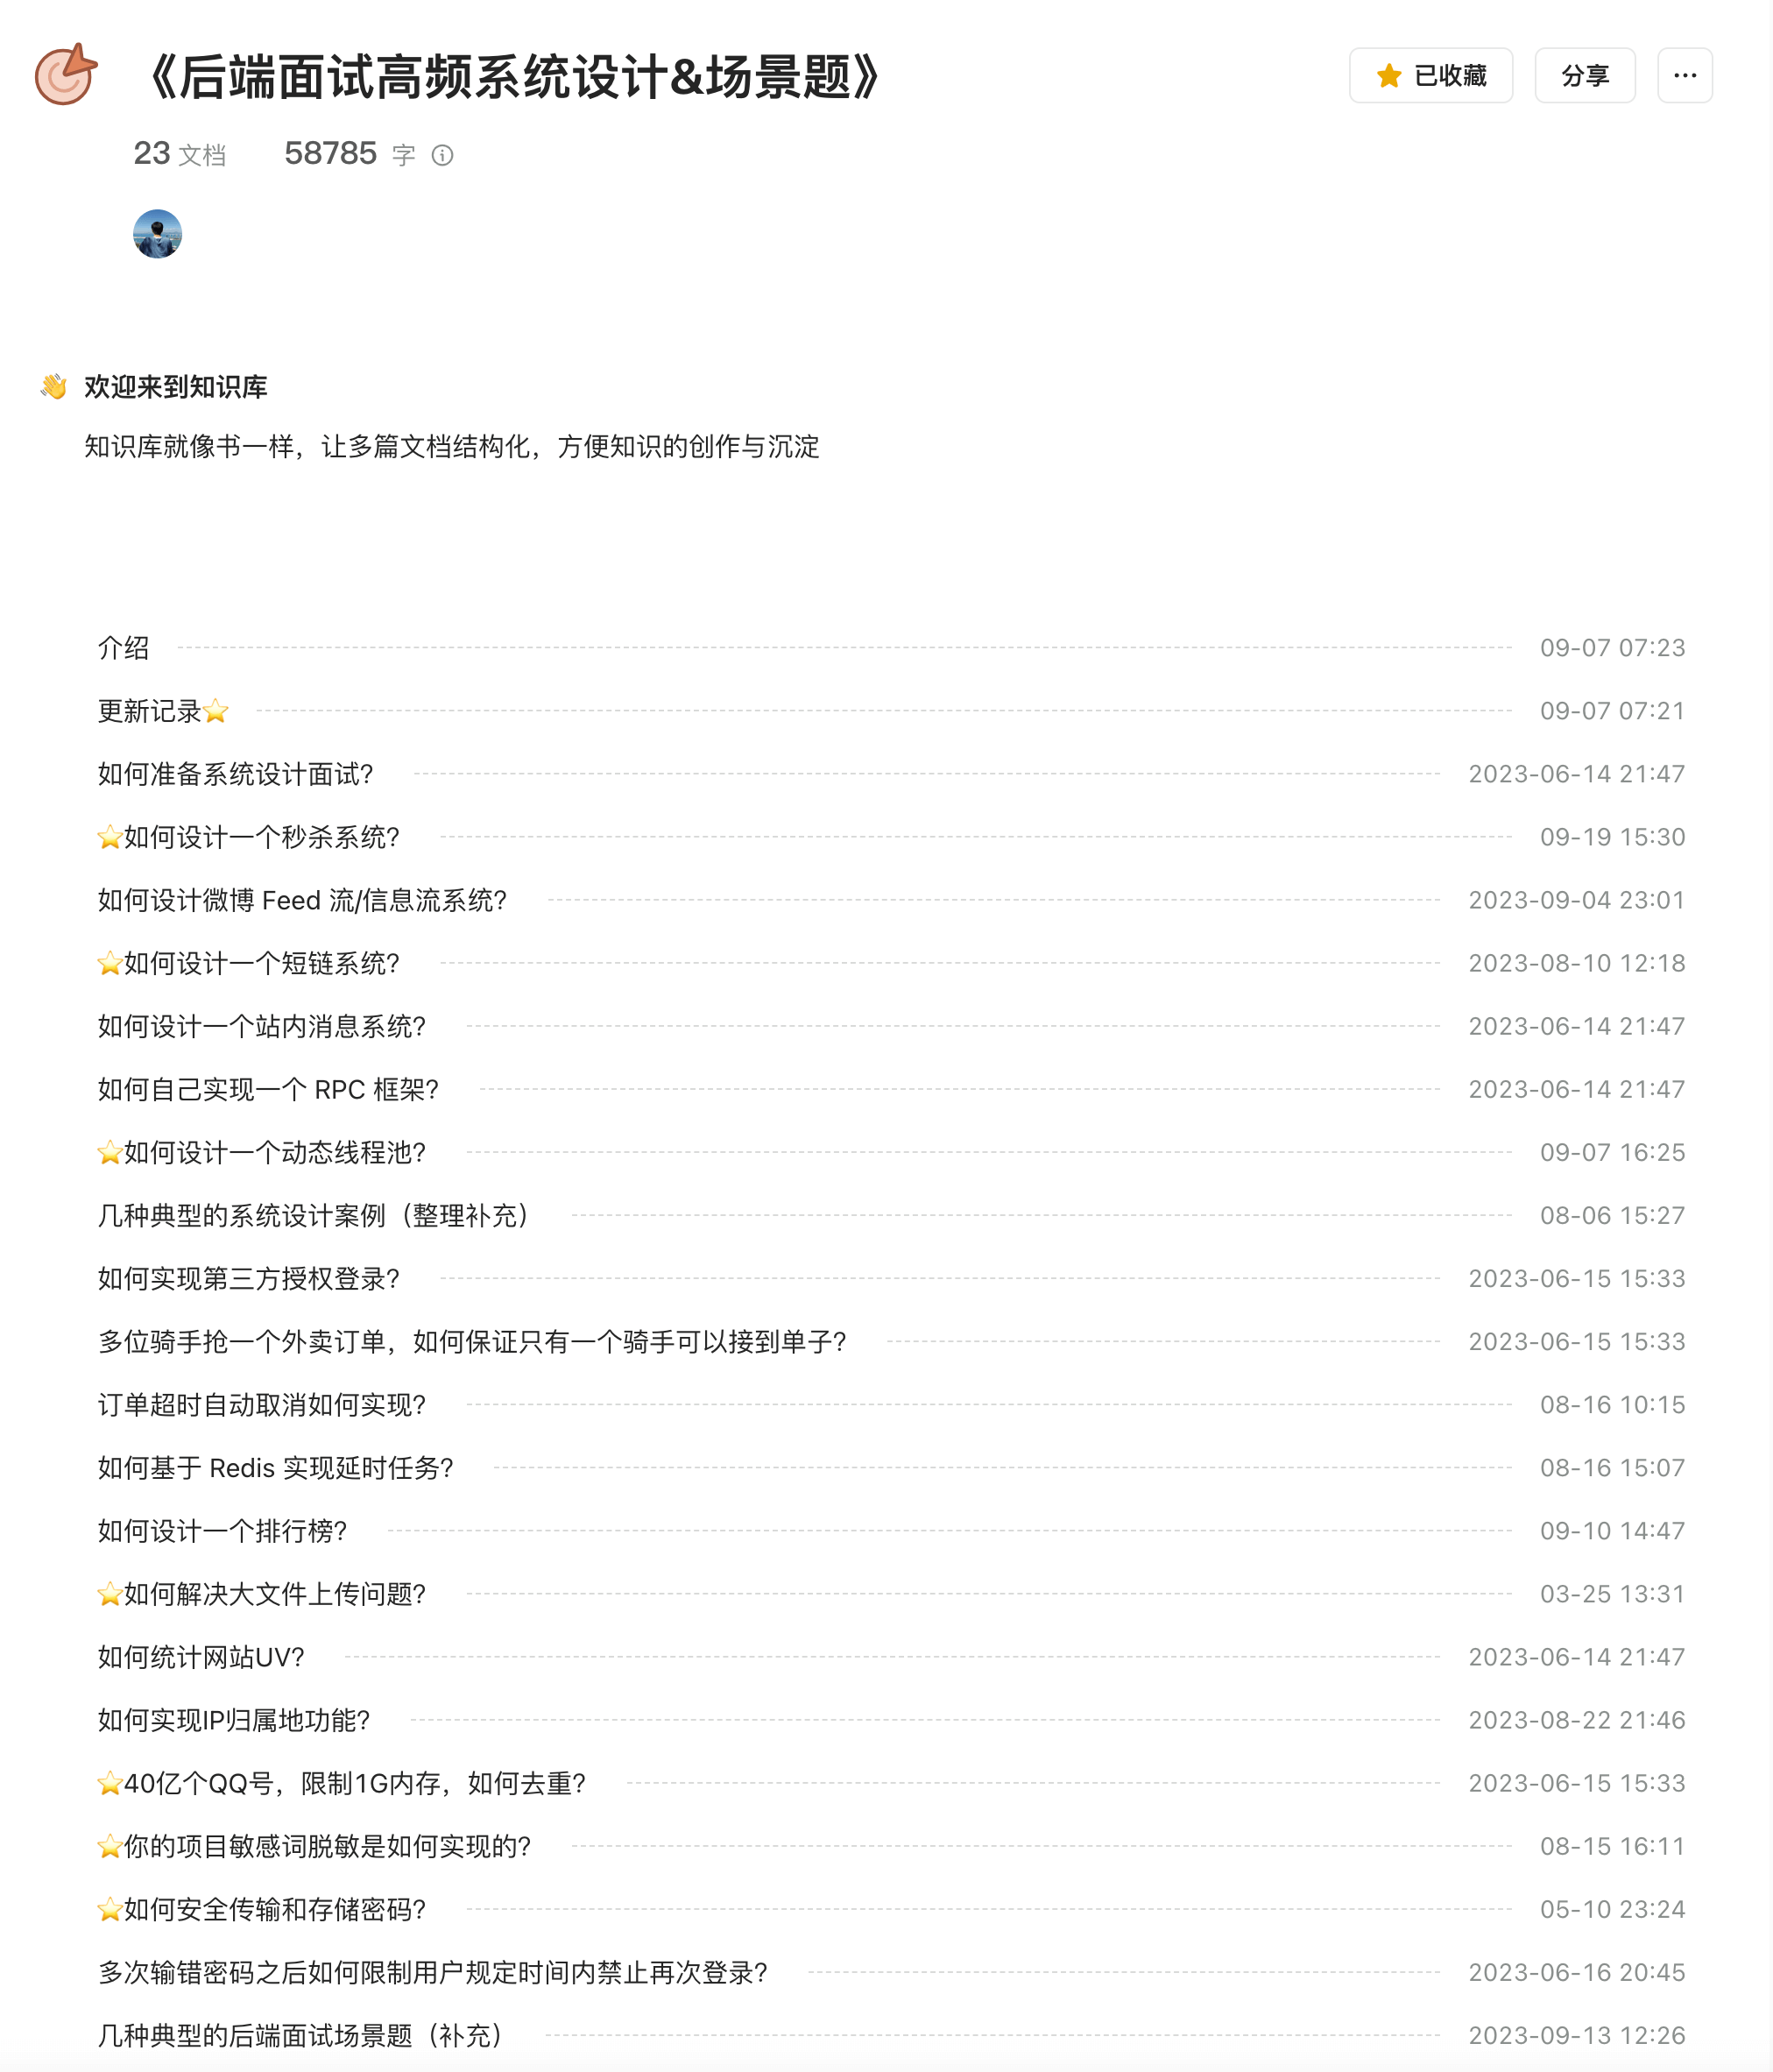 《后端面试高频系统设计&场景题》
已收藏
分享
23 文档 58785 字
欢迎来到知识库
知识库就像书一样，让多篇文档结构化，方便知识的创作与沉淀
介绍 09-07 07:23
更新记录⭐ 09-07 07:21
如何准备系统设计面试? 2023-06-14 21:47
⭐如何设计一个秒杀系统? 09-19 15:30
如何设计微博 Feed 流/信息流系统? 2023-09-04 23:01
⭐如何设计一个短链系统? 2023-08-10 12:18
如何设计一个站内消息系统? 2023-06-14 21:47
如何自己实现一个 RPC 框架? 2023-06-14 21:47
⭐如何设计一个动态线程池? 09-07 16:25
几种典型的系统设计案例（整理补充） 08-06 15:27
如何实现第三方授权登录? 2023-06-15 15:33
多位骑手抢一个外卖订单，如何保证只有一个骑手可以接到单子? 2023-06-15 15:33
订单超时自动取消如何实现? 08-16 10:15
如何基于 Redis 实现延时任务? 08-16 15:07
如何设计一个排行榜? 09-10 14:47
⭐如何解决大文件上传问题? 03-25 13:31
如何统计网站UV? 2023-06-14 21:47
如何实现IP归属地功能? 2023-08-22 21:46
⭐40亿个QQ号，限制1G内存，如何去重? 2023-06-15 15:33
⭐你的项目敏感词脱敏是如何实现的? 08-15 16:11
⭐如何安全传输和存储密码? 05-10 23:24
多次输错密码之后如何限制用户规定时间内禁止再次登录? 2023-06-16 20:45
几种典型的后端面试场景题（补充） 2023-09-13 12:26